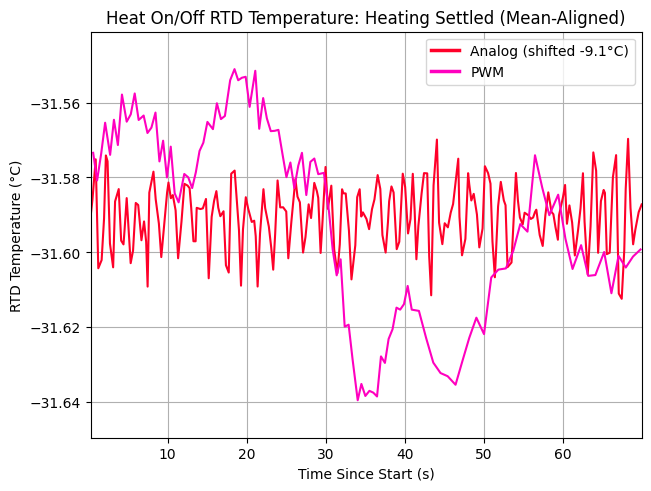 Heat On/Off RTD Temperature: Heating Settled (Mean-Aligned)
Analog (shifted -9.1°C)
PWM
RTD Temperature (°C)
−31.56
−31.58
−31.60
−31.62
−31.64
10 20 30 40 50 60
Time Since Start (s)